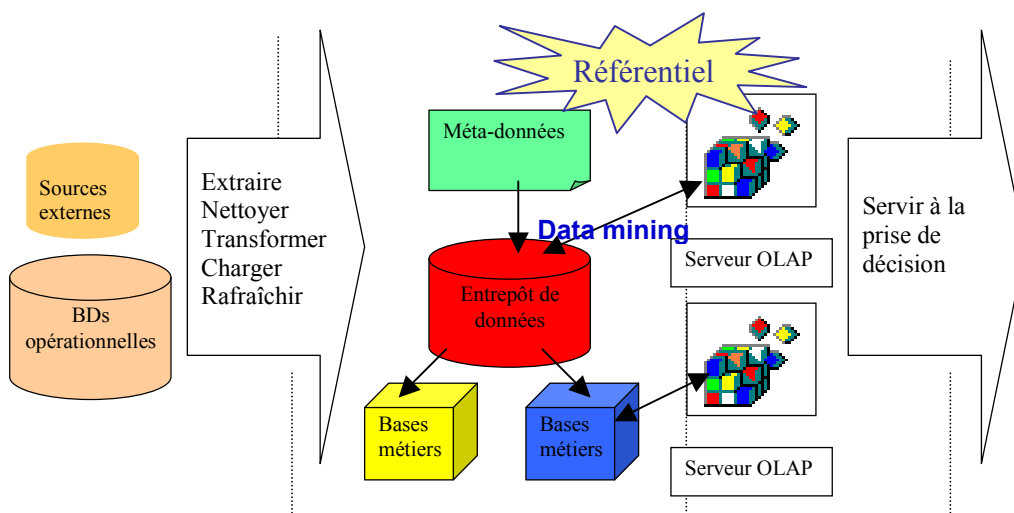 Référentiel
Méta-données
Sources
externes
BDs
opérationnelles
Extraire
Nettoyer
Transformer
Charger
Rafraîchir
Data mining
Entrepôt de
données
Bases
métiers
Bases
métiers
Serveur OLAP
Serveur OLAP
Servir à la
prise de
décision